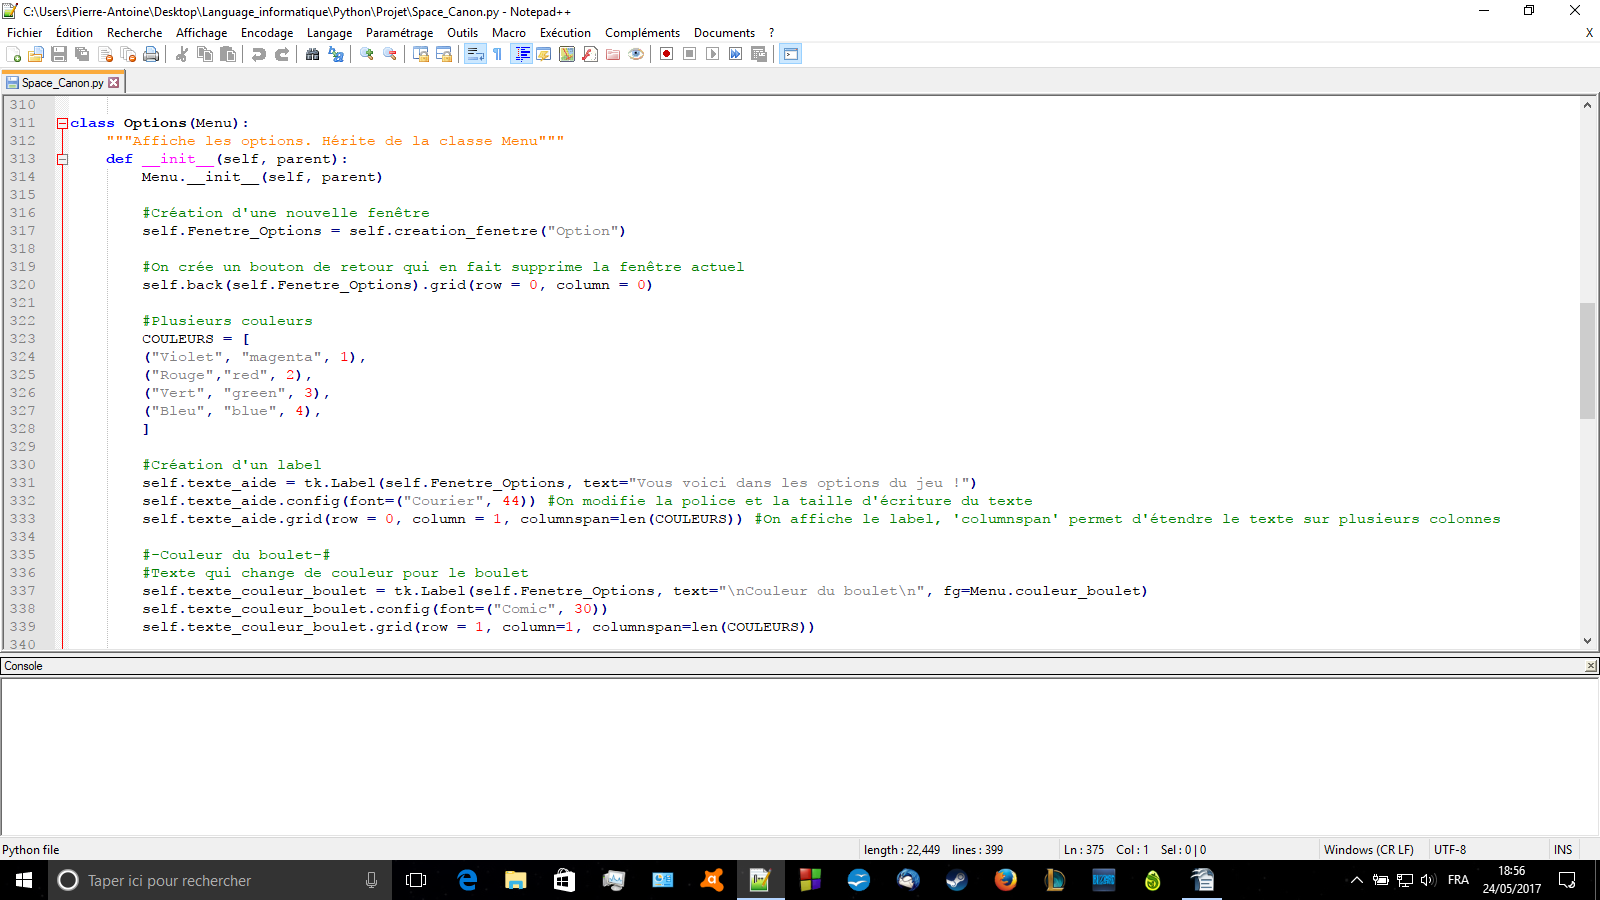 C:\Users\Pierre-Antoine\Desktop\Language_informatique\Python\Projet\Space_Canon.py - Notepad++
Fichier Édition Recherche Affichage Encodage Langage Paramétrage Outils Macro Exécution Compléments Documents ? X
Space_Canon.py
310
311 class Options(Menu):
312 """Affiche les options. Hérite de la classe Menu"""
313 def __init__(self, parent):
314 Menu.__init__(self, parent)
315
316 #Création d'une nouvelle fenêtre
317 self.Fenetre_Options = self.creation_fenetre("Option")
318
319 #On crée un bouton de retour qui en fait supprime la fenêtre actuel
320 self.back(self.Fenetre_Options).grid(row = 0, column = 0)
321
322 #Plusieurs couleurs
323 COULEURS = [
324 ("Violet", "magenta", 1),
325 ("Rouge","red", 2),
326 ("Vert", "green", 3),
327 ("Bleu", "blue", 4),
328 ]
329
330 #Création d'un label
331 self.texte_aide = tk.Label(self.Fenetre_Options, text="Vous voici dans les options du jeu !")
332 self.texte_aide.config(font=("Courier", 44)) #On modifie la police et la taille d'écriture du texte
333 self.texte_aide.grid(row = 0, column = 1, columnspan=len(COULEURS)) #On affiche le label, 'columnspan' permet d'étendre le texte sur plusieurs colonnes
334
335 #-Couleur du boulet-#
336 #Texte qui change de couleur pour le boulet
337 self.texte_couleur_boulet = tk.Label(self.Fenetre_Options, text="\nCouleur du boulet\n", fg=Menu.couleur_boulet)
338 self.texte_couleur_boulet.config(font=("Comic", 30))
339 self.texte_couleur_boulet.grid(row = 1, column=1, columnspan=len(COULEURS))
340
Console
Python file length : 22,449 lines : 399 Ln : 375 Col : 1 Sel : 0 | 0 Windows (CR LF) UTF-8 INS
Taper ici pour rechercher FRA 18:56
24/05/2017